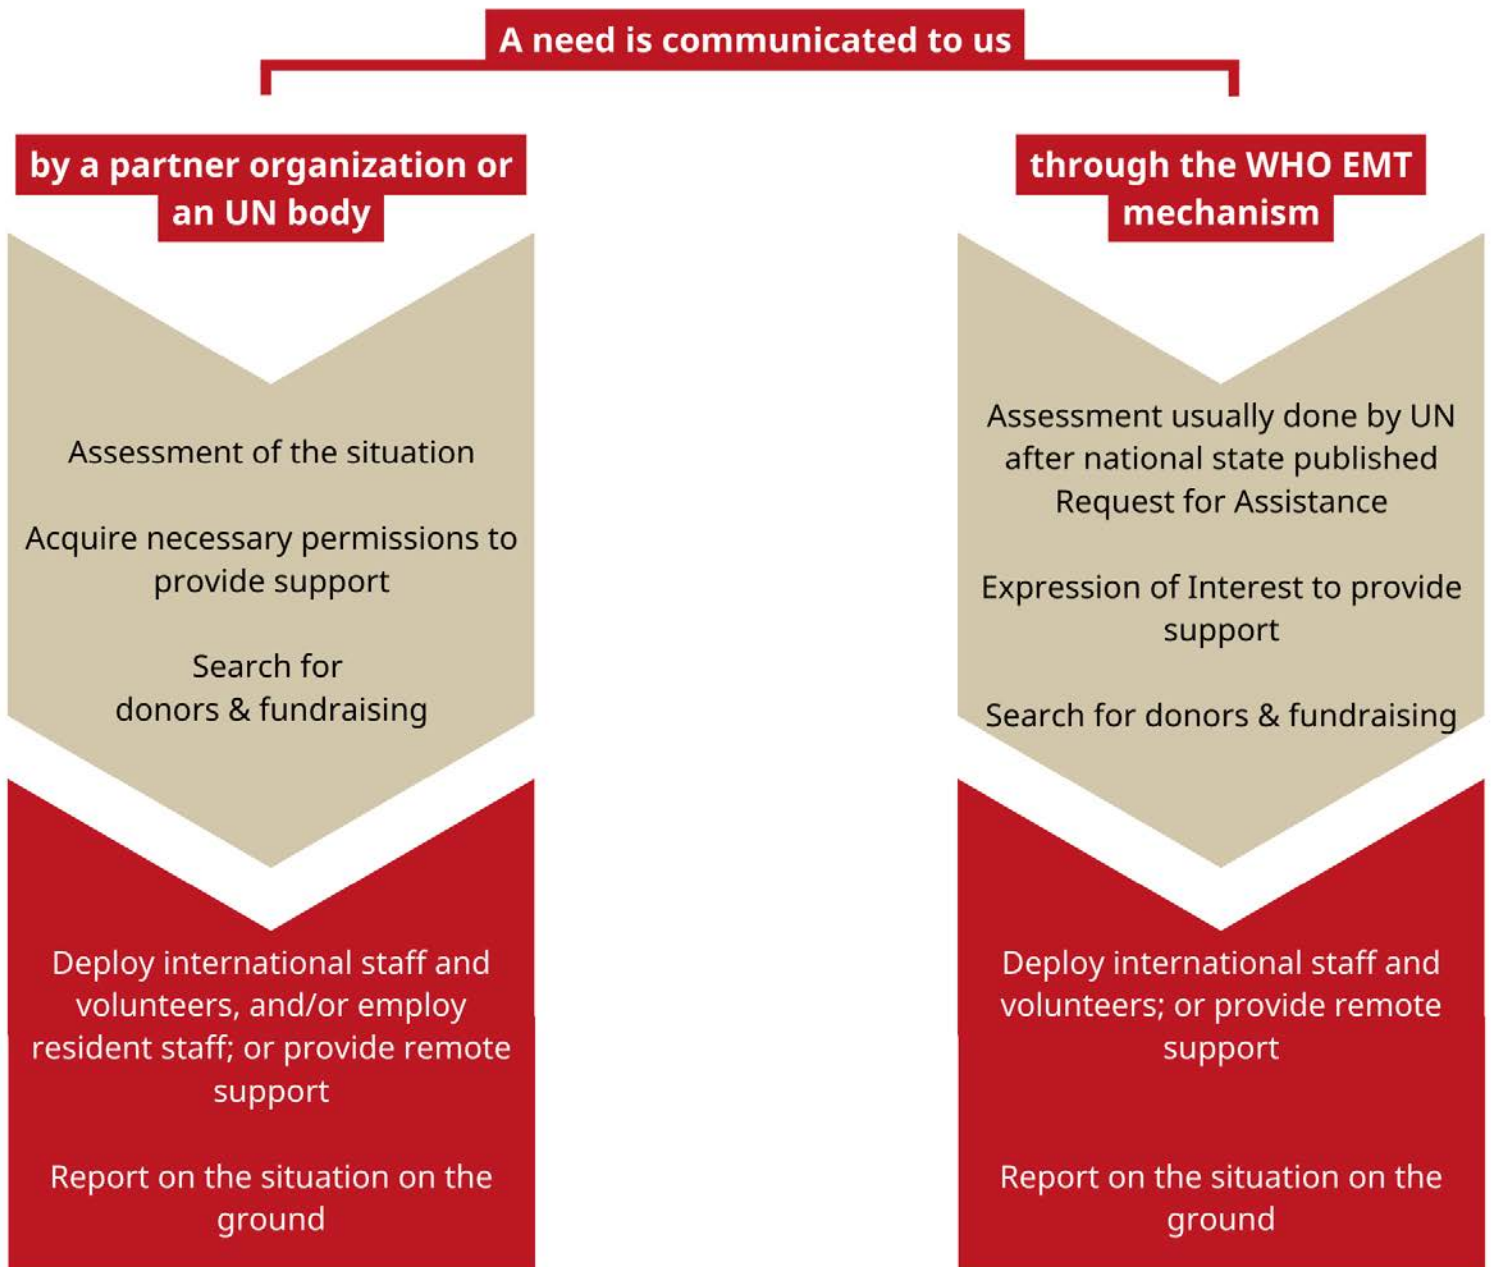 A need is communicated to us
by a partner organization or
an UN body
Assessment of the situation
Acquire necessary permissions to
provide support
Search for
donors & fundraising
Deploy international staff and
volunteers, and/or employ
resident staff; or provide remote
support
Report on the situation on the
ground
through the WHO EMT
mechanism
Assessment usually done by UN
after national state published
Request for Assistance
Expression of Interest to provide
support
Search for donors & fundraising
Deploy international staff and
volunteers; or provide remote
support
Report on the situation on the
ground